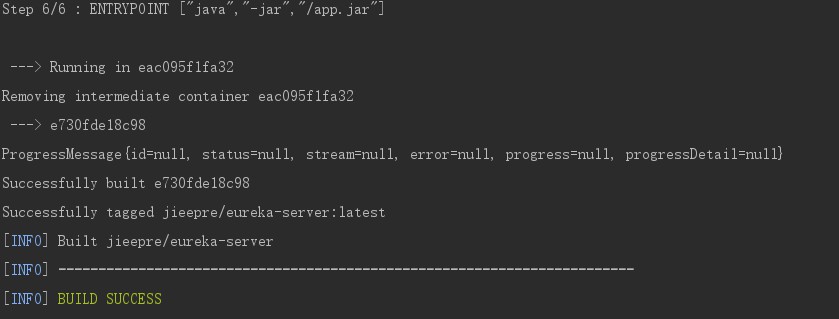 Step 6/6 : ENTRYPOINT ["java","-jar","/app.jar"]
---> Running in eac095f1fa32
Removing intermediate container eac095f1fa32
---> e730fde18c98
ProgressMessage{id=null, status=null, stream=null, error=null, progress=null, progressDetail=null}
Successfully built e730fde18c98
Successfully tagged jieepre/eureka-server:latest
[INFO] Built jieepre/eureka-server
[INFO] ------------------------------------------------------------------------
[INFO] BUILD SUCCESS